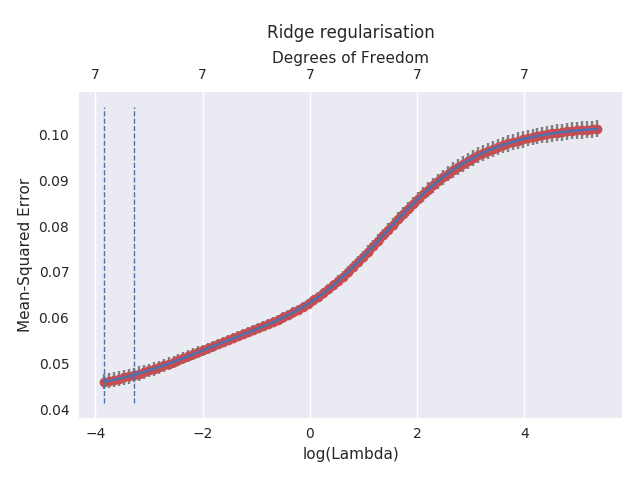 Ridge regularisation
Degrees of Freedom
7 7 7 7 7
0.10
0.09
0.08
0.07
0.06
0.05
0.04
Mean-Squared Error
−4 −2 0 2 4
log(Lambda)